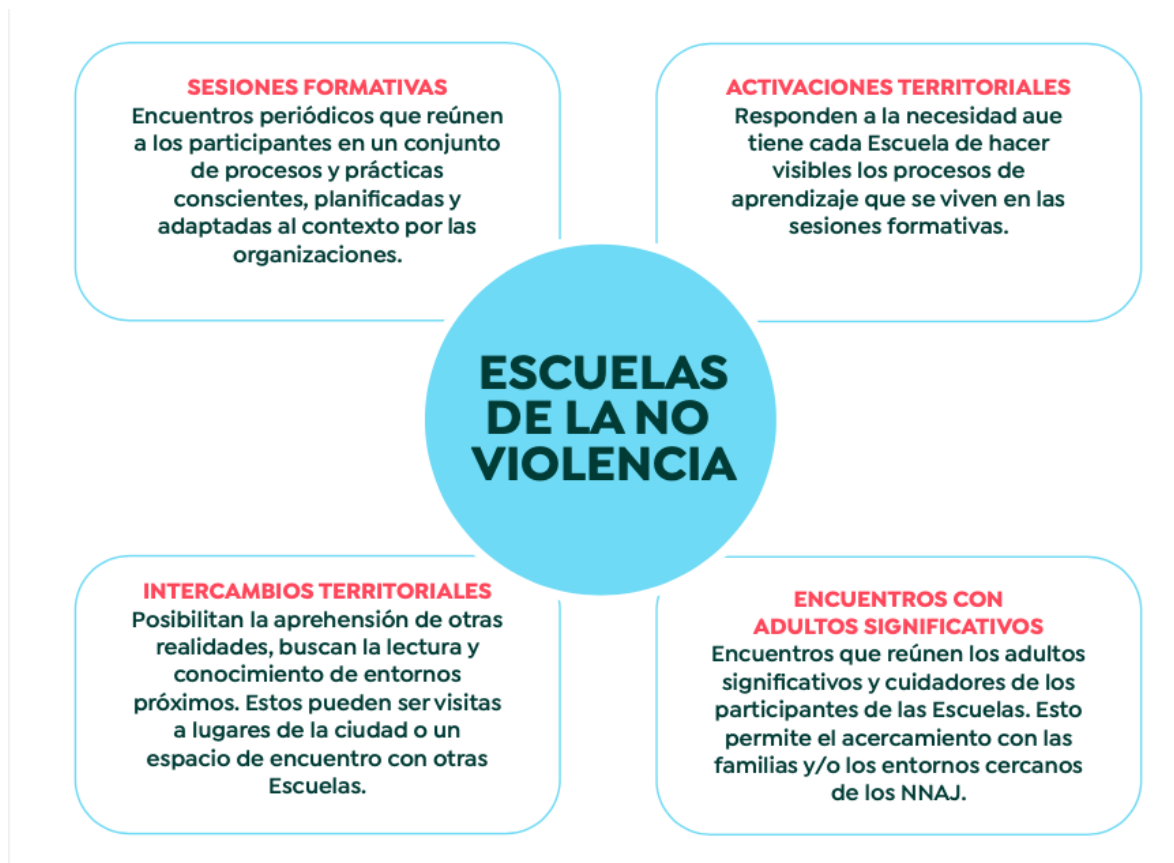 SESIONES FORMATIVAS
Encuentros periódicos que reúnen
a los participantes en un conjunto
de procesos y prácticas
conscientes, planificadas y
adaptadas al contexto por las
organizaciones.
ACTIVACIONES TERRITORIALES
Responden a la necesidad aue
tiene cada Escuela de hacer
visibles los procesos de
aprendizaje que se viven en las
sesiones formativas.
ESCUELAS
DE LA NO
VIOLENCIA
INTERCAMBIOS TERRITORIALES
Posibilitan la aprehensión de otras
realidades, buscan la lectura y
conocimiento de entornos
próximos. Estos pueden ser visitas
a lugares de la ciudad o un
espacio de encuentro con otras
Escuelas.
ENCUENTROS CON
ADULTOS SIGNIFICATIVOS
Encuentros que reúnen los adultos
significativos y cuidadores de los
participantes de las Escuelas. Esto
permite el acercamiento con las
familias y/o los entornos cercanos
de los NNAJ.